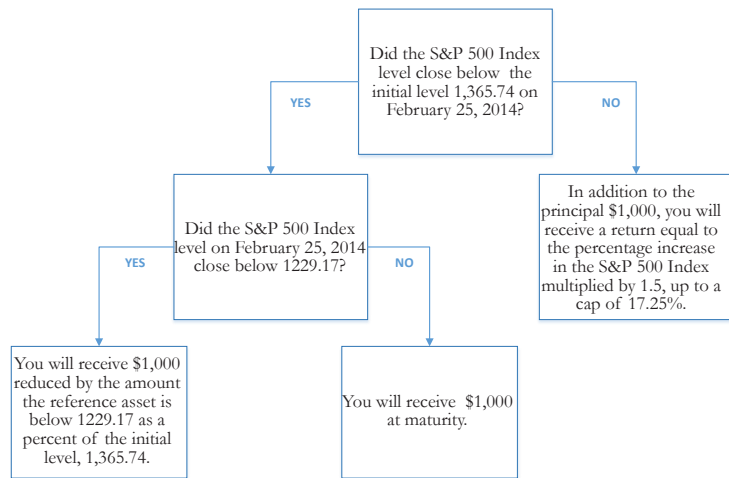 Did the S&P 500 Index
level close below the
initial level 1,365.74 on
February 25, 2014?
YES
NO
Did the S&P 500 Index
level on February 25, 2014
close below 1229.17?
In addition to the
principal $1,000, you will
receive a return equal to
the percentage increase
in the S&P 500 Index
multiplied by 1.5, up to a
cap of 17.25%.
YES
NO
You will receive $1,000
reduced by the amount
the reference asset is
below 1229.17 as a
percent of the initial
level, 1,365.74.
You will receive $1,000
at maturity.